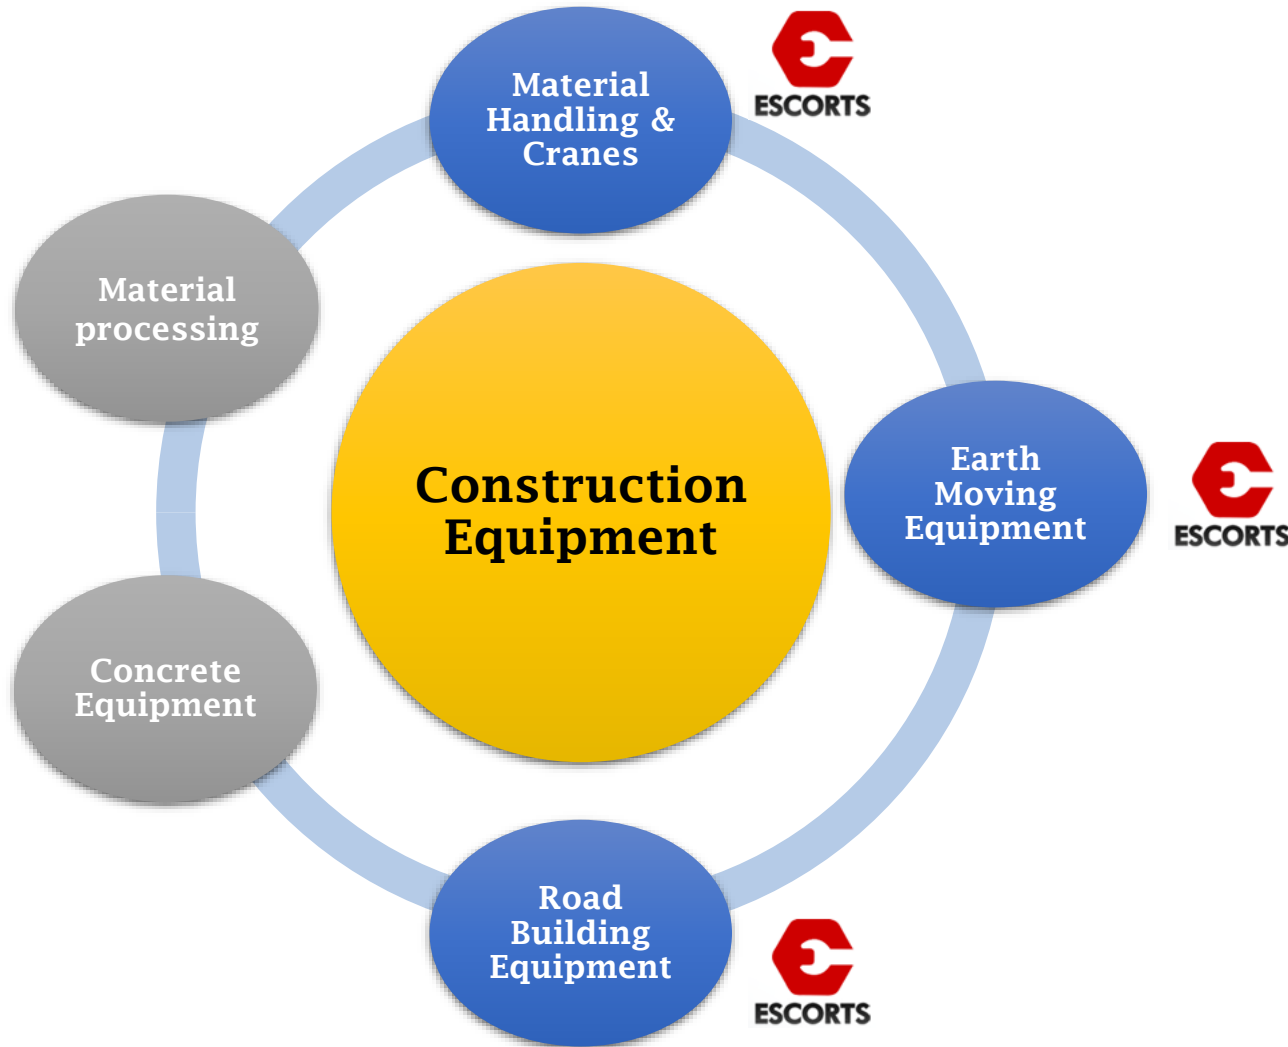 Material
Handling &
Cranes
ESCORTS
Material
processing
Earth
Moving
Equipment
ESCORTS
Construction
Equipment
Concrete
Equipment
Road
Building
Equipment
ESCORTS